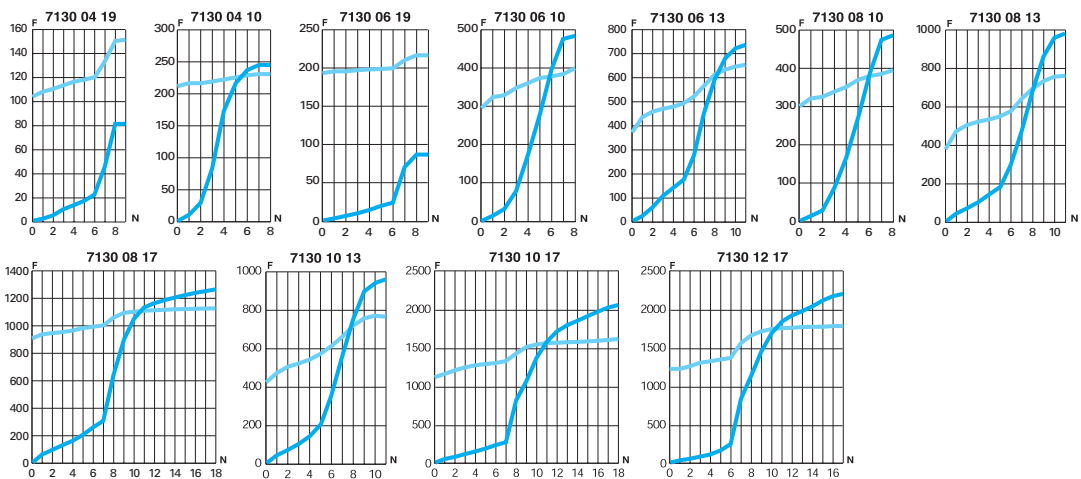 7130 04 19
7130 04 10
7130 06 19
7130 06 10
7130 06 13
7130 08 10
7130 08 13
F F F F F F F
160 300 250 500 800 500 1000
140 250 200 400 700 400 800
120 200 150 300 600 300 600
100 150 100 200 500 200 400
80 100 50 100 400 100 200
60 50 0 0 300 0 0
40 0 200
20 100
0 0
N N N N N N N
0 2 4 6 8
0 2 4 6 8
0 2 4 6 8
0 2 4 6 8
0 2 4 6 8 10
0 2 4 6 8
0 2 4 6 8 10
7130 08 17
7130 10 13
7130 10 17
7130 12 17
F F F F
1400 1000 2500 2500
1200 800 2000 2000
1000 600 1500 1500
800 400 1000 1000
600 200 500 500
400 0 0 0
200
0
N N N N
0 2 4 6 8 10 12 14 16 18
0 2 4 6 8 10
0 2 4 6 8 10 12 14 16 18
0 2 4 6 8 10 12 14 16